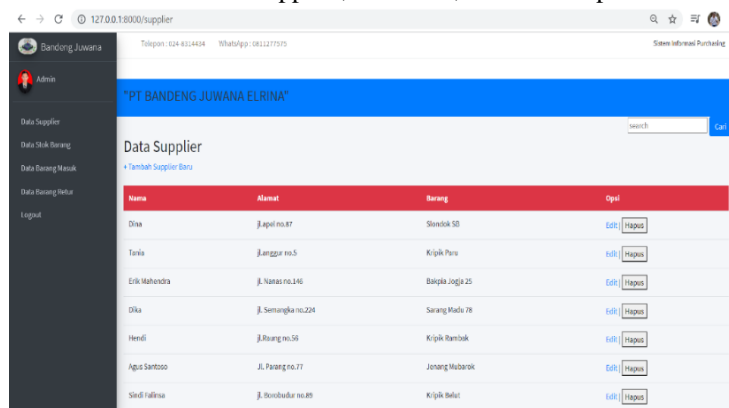 127.0.0.1:8000/supplier
Bandeng Juwana
Telepon : 024-8314434 WhatsApp : 0811277575
Sistem Informasi Purchasing
Admin
"PT BANDENG JUWANA ELRINA"
search Cari
Data Supplier
Data Stok Barang
Data Barang Masuk
Data Barang Retur
Logout
Data Supplier
+ Tambah Supplier Baru
Nama Alamat Barang Opsi
Dina jl.apel no.87 Slondok SB Edit | Hapus
Tania jl.anggur no.5 Kripik Paru Edit | Hapus
Erik Mahendra jl. Nanas no.146 Bakpia Jogja 25 Edit | Hapus
Dika jl. Semangka no.224 Sarang Madu 78 Edit | Hapus
Hendi jl.Raung no.56 Kripik Rambak Edit | Hapus
Agus Santoso Jl. Parang no.77 Jenang Mubarok Edit | Hapus
Sindi jl. Borobudur no.89 Kripik Belut Edit | Hapus